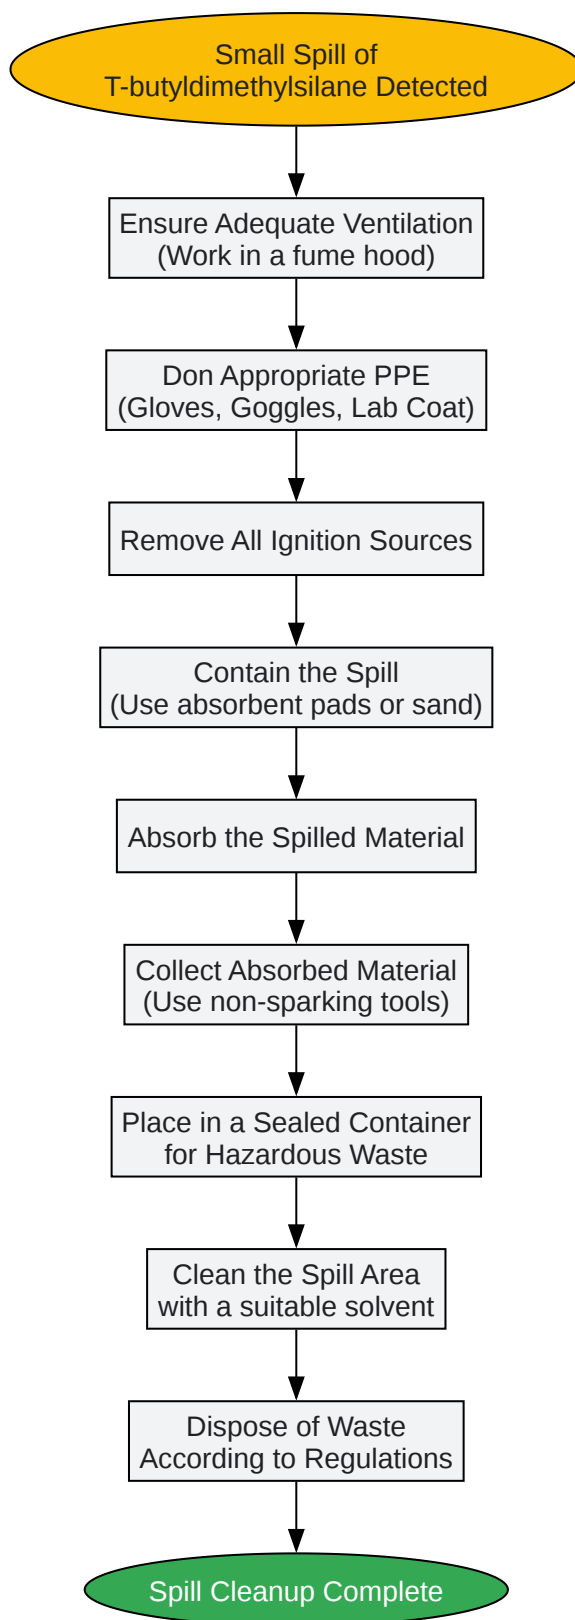 Small Spill of
T-butyldimethylsilane Detected
Ensure Adequate Ventilation
(Work in a fume hood)
Don Appropriate PPE
(Gloves, Goggles, Lab Coat)
Remove All Ignition Sources
Contain the Spill
(Use absorbent pads or sand)
Absorb the Spilled Material
Collect Absorbed Material
(Use non-sparking tools)
Place in a Sealed Container
for Hazardous Waste
Clean the Spill Area
with a suitable solvent
Dispose of Waste
According to Regulations
Spill Cleanup Complete